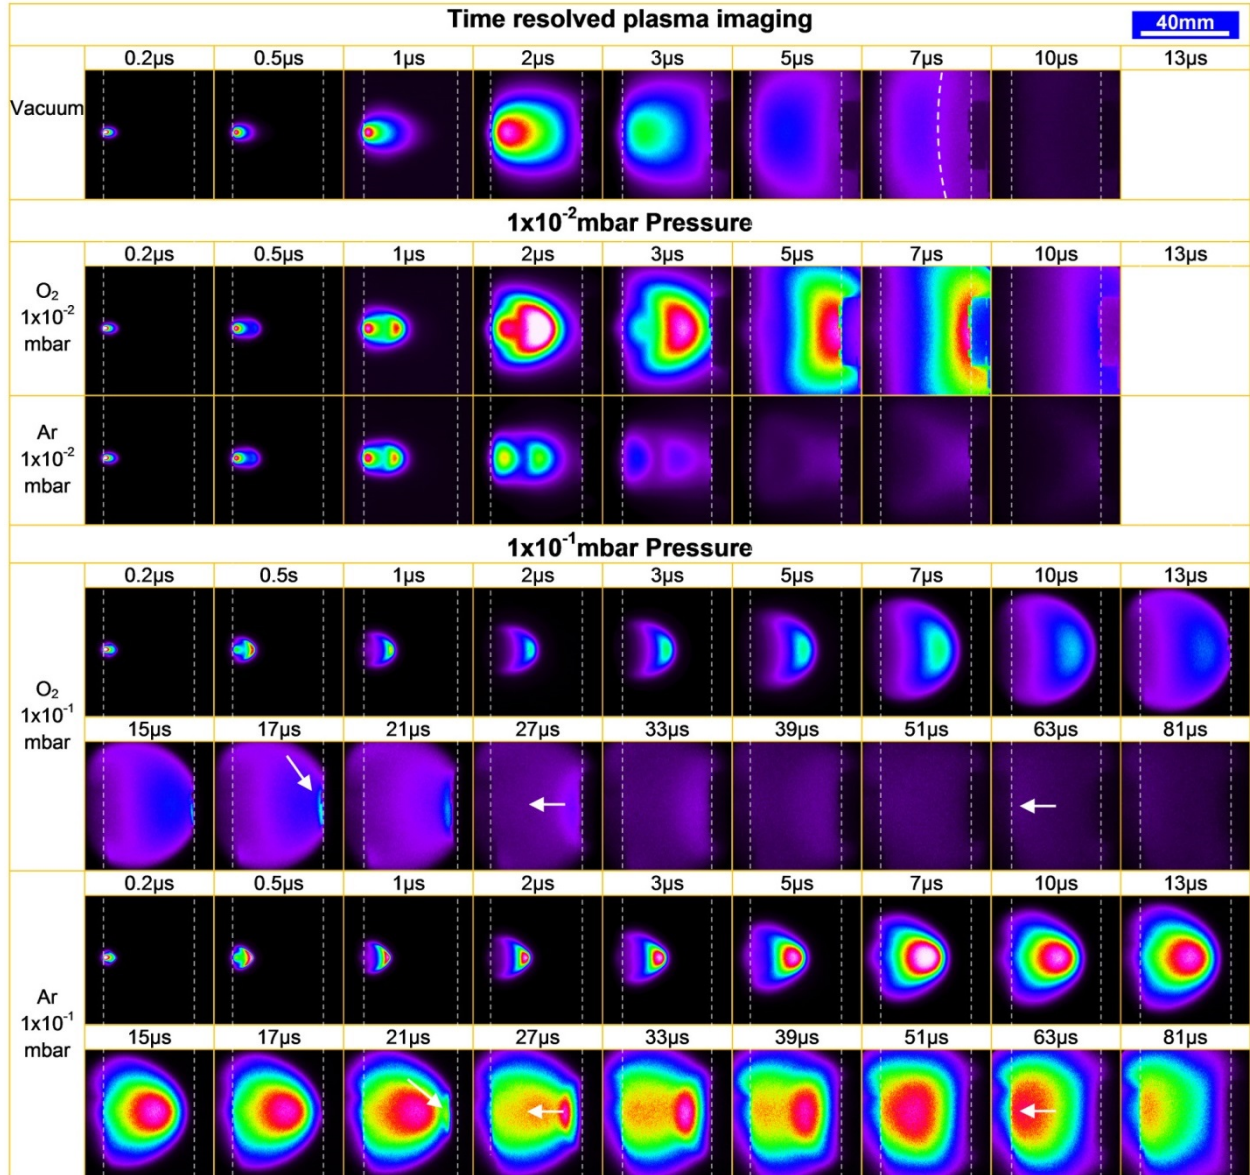 Time resolved plasma imaging
40mm
0.2µs 0.5µs 1µs 2µs 3µs 5µs 7µs 10µs 13µs
Vacuum
1x10⁻²mbar Pressure
0.2µs 0.5µs 1µs 2µs 3µs 5µs 7µs 10µs 13µs
O₂
1x10⁻²
mbar
Ar
1x10⁻²
mbar
1x10⁻¹mbar Pressure
0.2µs 0.5s 1µs 2µs 3µs 5µs 7µs 10µs 13µs
O₂
1x10⁻¹
mbar
15µs 17µs 21µs 27µs 33µs 39µs 51µs 63µs 81µs
0.2µs 0.5µs 1µs 2µs 3µs 5µs 7µs 10µs 13µs
Ar
1x10⁻¹
mbar
15µs 17µs 21µs 27µs 33µs 39µs 51µs 63µs 81µs